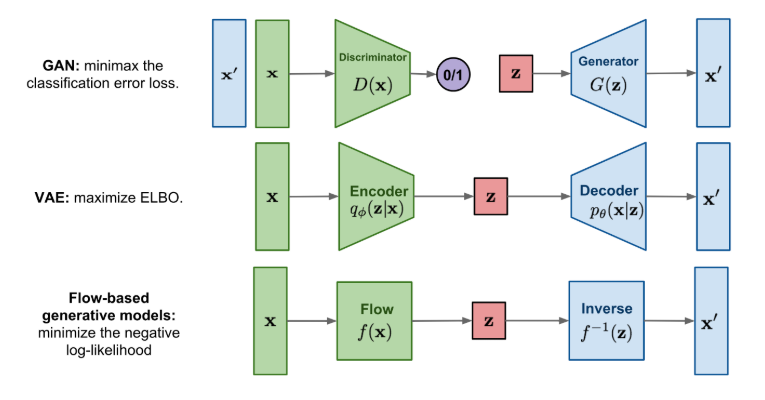 GAN: minimax the
classification error loss.
x′
x
Discriminator
D(x)
0/1
z
Generator
G(z)
x′
VAE: maximize ELBO.
x
Encoder
qϕ(z|x)
z
Decoder
pθ(x|z)
x′
Flow-based
generative models:
minimize the negative
log-likelihood
x
Flow
f(x)
z
Inverse
f⁻¹(z)
x′